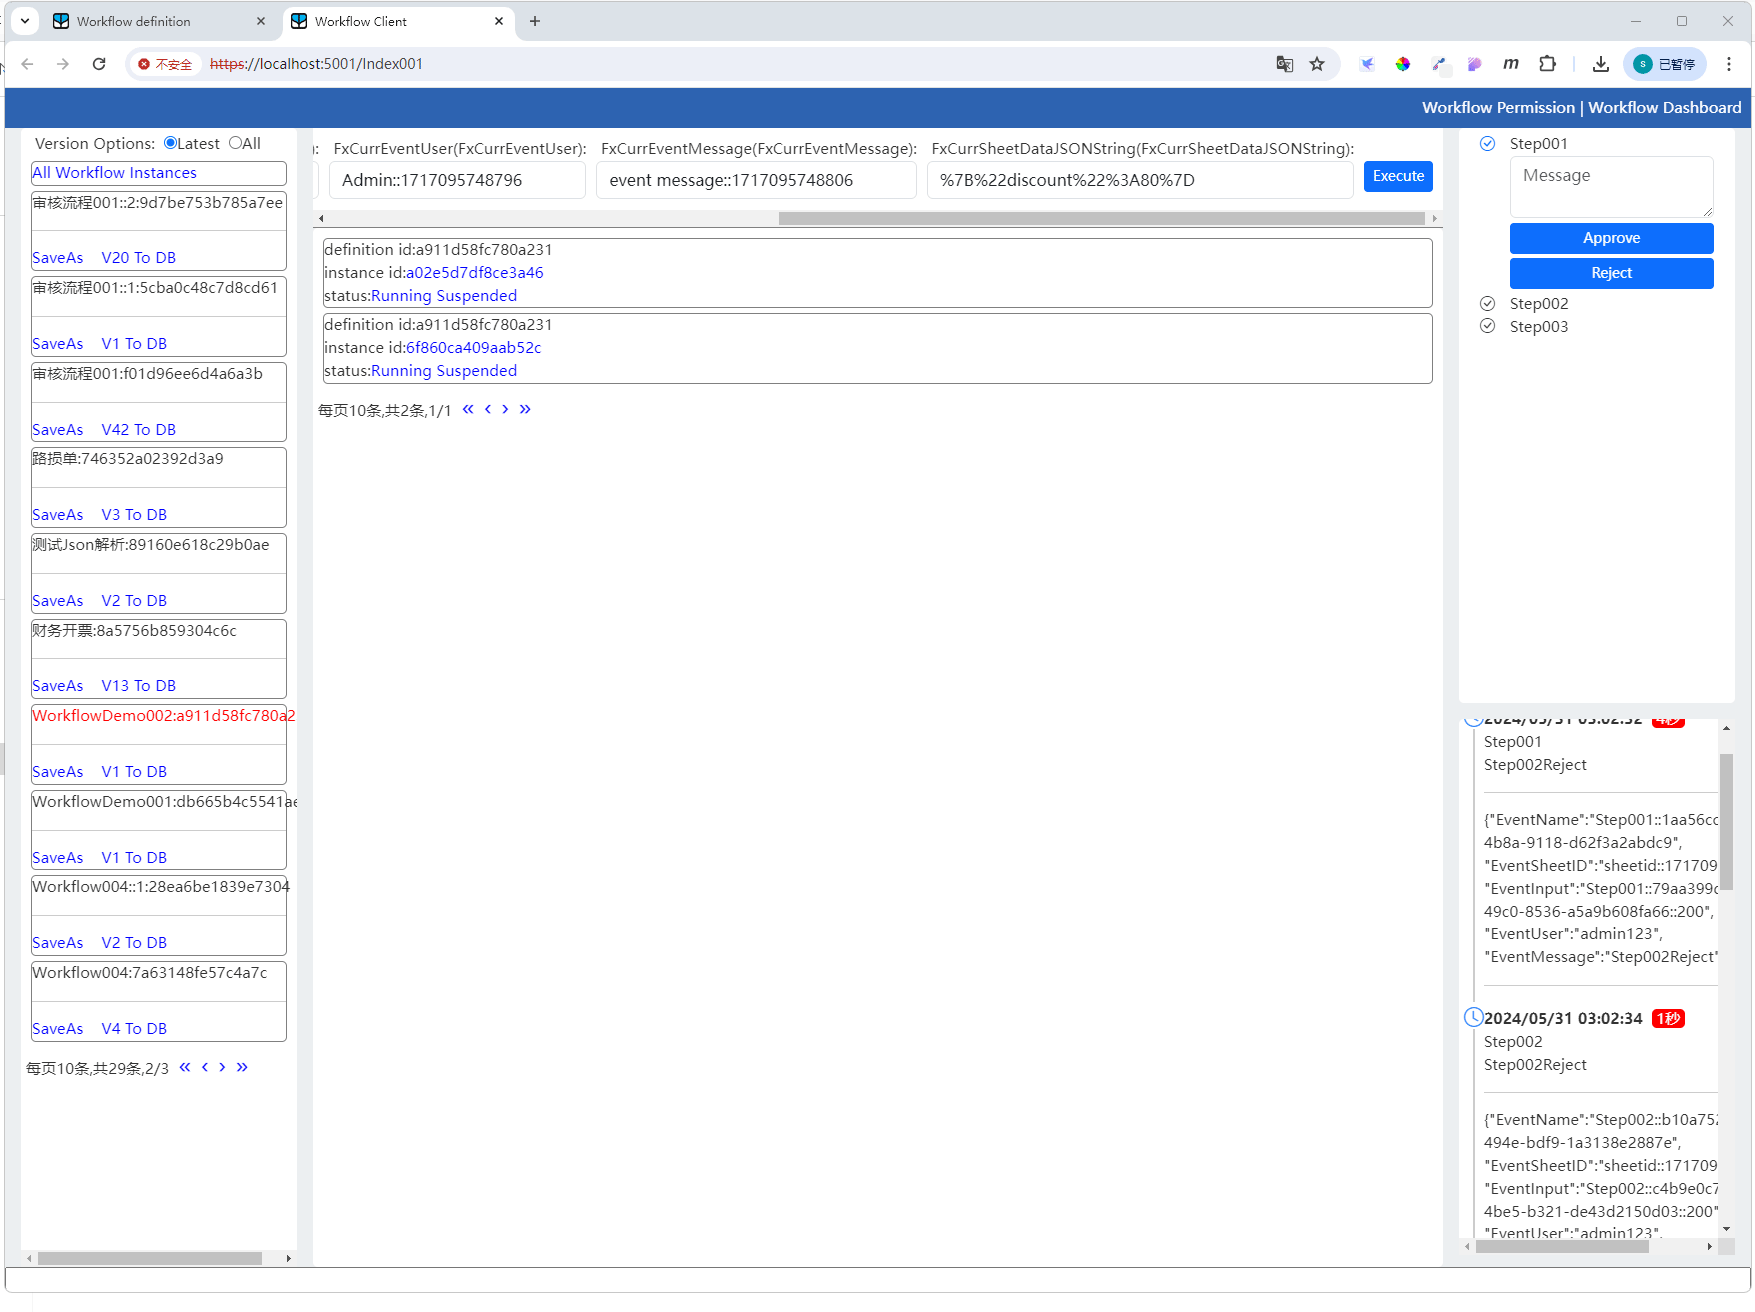 Workflow definition
Workflow Client
不安全
https://localhost:5001/Index001
S
已暂停
Workflow Permission | Workflow Dashboard
Version Options: Latest All
All Workflow Instances
审核流程001::2:9d7be753b785a7ee
SaveAs V20 To DB
审核流程001::1:5cba0c48c7d8cd61
SaveAs V1 To DB
审核流程001:f01d96ee6d4a6a3b
SaveAs V42 To DB
路损单:746352a02392d3a9
SaveAs V3 To DB
测试Json解析:89160e618c29b0ae
SaveAs V2 To DB
财务开票:8a5756b859304c6c
SaveAs V13 To DB
WorkflowDemo002:a911d58fc780a2
SaveAs V1 To DB
WorkflowDemo001:db665b4c5541ae
SaveAs V1 To DB
Workflow004::1:28ea6be1839e7304
SaveAs V2 To DB
Workflow004:7a63148fe57c4a7c
SaveAs V4 To DB
每页10条,共29条,2/3 « ‹ › »
): FxCurrEventUser(FxCurrEventUser): FxCurrEventMessage(FxCurrEventMessage): FxCurrSheetDataJSONString(FxCurrSheetDataJSONString):
Admin::1717095748796 event message::1717095748806 %7B%22discount%22%3A80%7D Execute
definition id:a911d58fc780a231
instance id:a02e5d7df8ce3a46
status:Running Suspended
definition id:a911d58fc780a231
instance id:6f860ca409aab52c
status:Running Suspended
每页10条,共2条,1/1 « ‹ › »
Step001
Message
Approve
Reject
Step002
Step003
2024/05/31 03:02:32 4秒
Step001
Step002Reject
{"EventName":"Step001::1aa56cc
4b8a-9118-d62f3a2abdc9",
"EventSheetID":"sheetid::171709
"EventInput":"Step001::79aa399c
49c0-8536-a5a9b608fa66::200",
"EventUser":"admin123",
"EventMessage":"Step002Reject"
2024/05/31 03:02:34 1秒
Step002
Step002Reject
{"EventName":"Step002::b10a752
494e-bdf9-1a3138e2887e",
"EventSheetID":"sheetid::171709
"EventInput":"Step002::c4b9e0c7
4be5-b321-de43d2150d03::200"
"EventUser":"admin123",